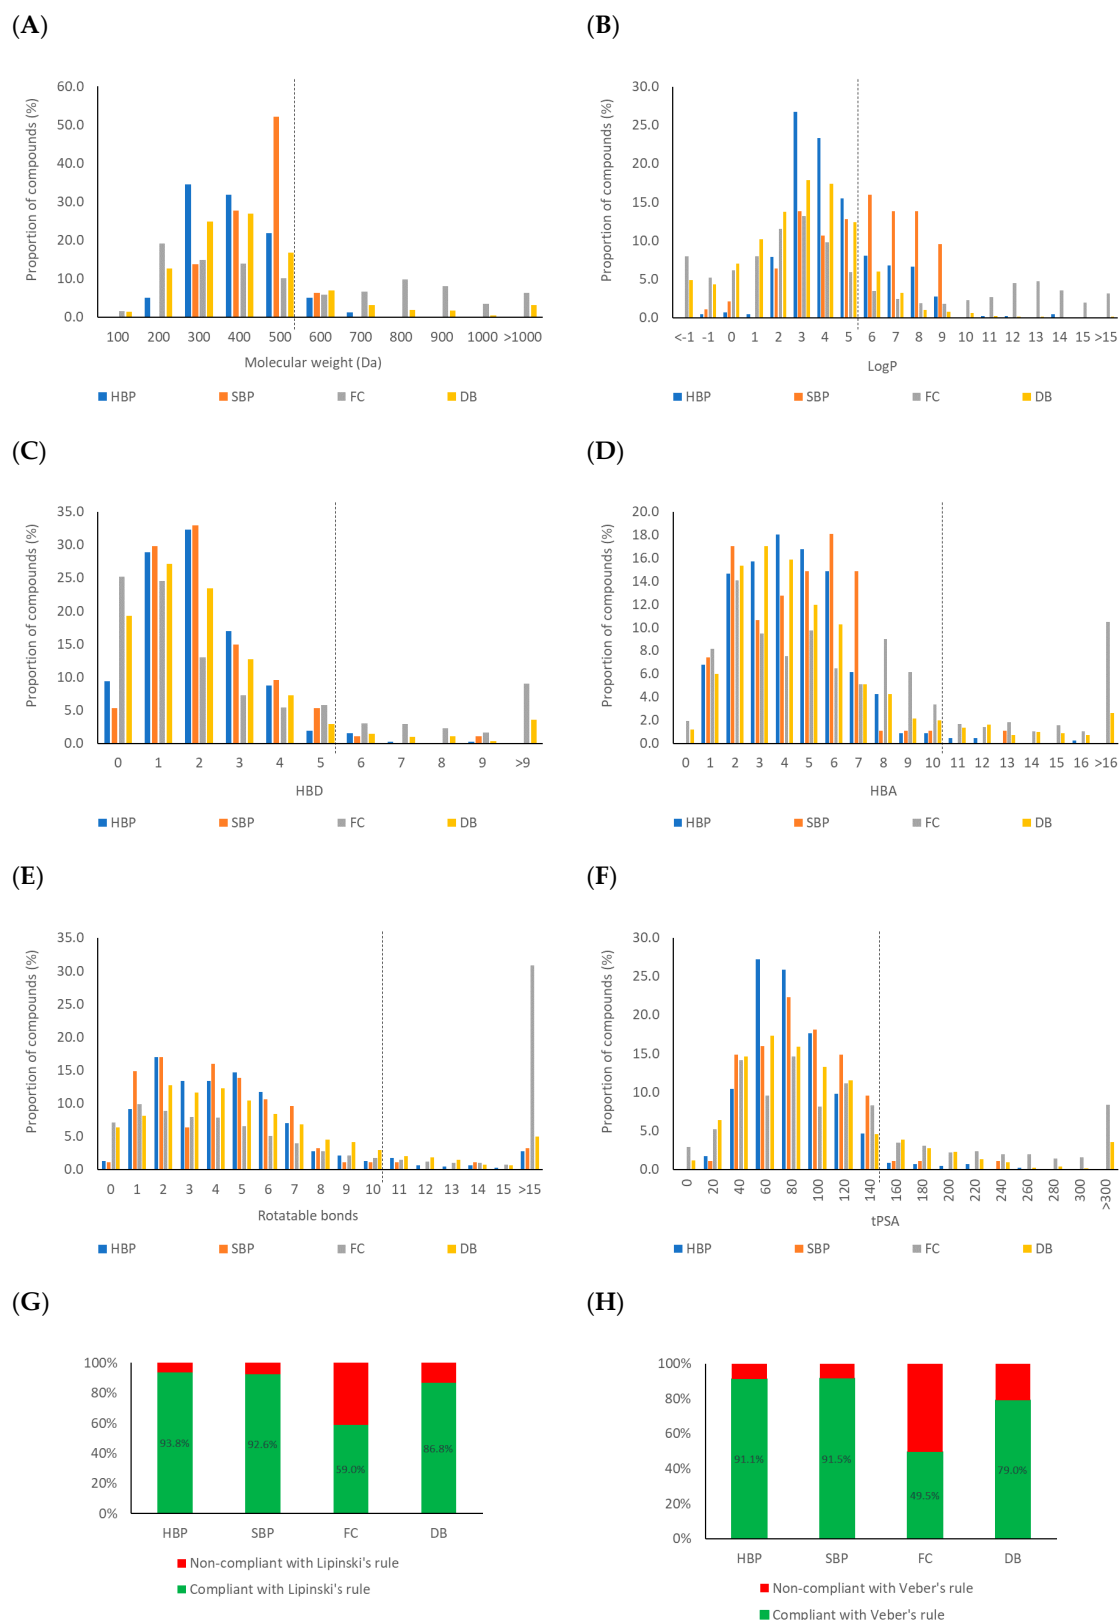 (A)
Proportion of compounds (%)
60.0
50.0
40.0
30.0
20.0
10.0
0.0
100 200 300 400 500 600 700 800 900 1000 >1000
Molecular weight (Da)
HBP SBP FC DB
(B)
Proportion of compounds (%)
30.0
25.0
20.0
15.0
10.0
5.0
0.0
<-1 -1 0 1 2 3 4 5 6 7 8 9 10 11 12 13 14 15 >15
LogP
HBP SBP FC DB
(C)
Proportion of compounds (%)
35.0
30.0
25.0
20.0
15.0
10.0
5.0
0.0
0 1 2 3 4 5 6 7 8 9 >9
HBD
HBP SBP FC DB
(D)
Proportion of compounds (%)
20.0
18.0
16.0
14.0
12.0
10.0
8.0
6.0
4.0
2.0
0.0
0 1 2 3 4 5 6 7 8 9 10 11 12 13 14 15 16 >16
HBA
HBP SBP FC DB
(E)
Proportion of compounds (%)
35.0
30.0
25.0
20.0
15.0
10.0
5.0
0.0
0 1 2 3 4 5 6 7 8 9 10 11 12 13 14 15 >15
Rotatable bonds
HBP SBP FC DB
(F)
Proportion of compounds (%)
30.0
25.0
20.0
15.0
10.0
5.0
0.0
0 20 40 60 80 100 120 140 160 180 200 220 240 260 280 300 >300
tPSA
HBP SBP FC DB
(G)
100%
80%
60%
40%
20%
0%
93.8% 92.6% 59.0% 86.8%
HBP SBP FC DB
Non-compliant with Lipinski's rule
Compliant with Lipinski's rule
(H)
100%
80%
60%
40%
20%
0%
91.1% 91.5% 49.5% 79.0%
HBP SBP FC DB
Non-compliant with Veber's rule
Compliant with Veber's rule